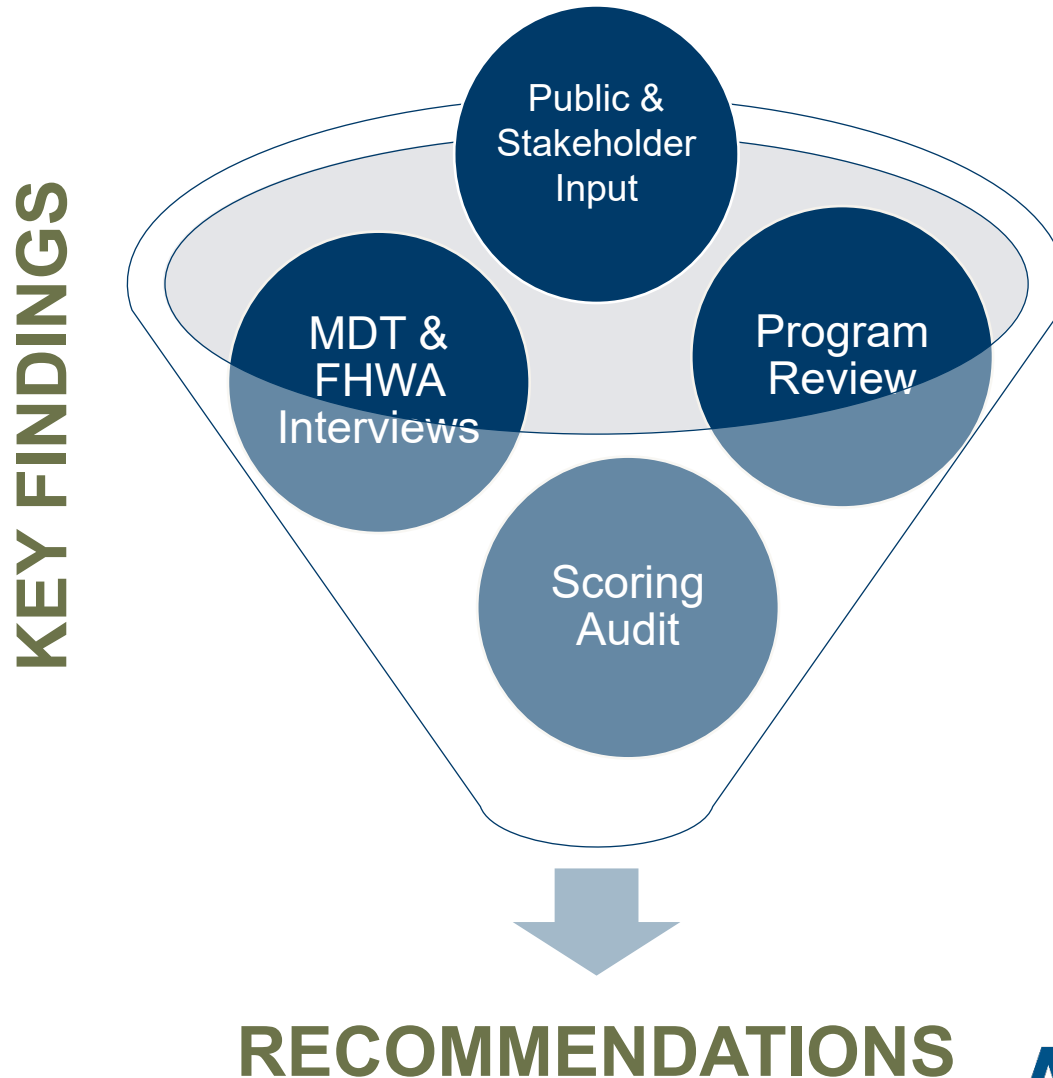 KEY FINDINGS
Public &
Stakeholder
Input
MDT &
FHWA
Interviews
Program
Review
Scoring
Audit
RECOMMENDATIONS